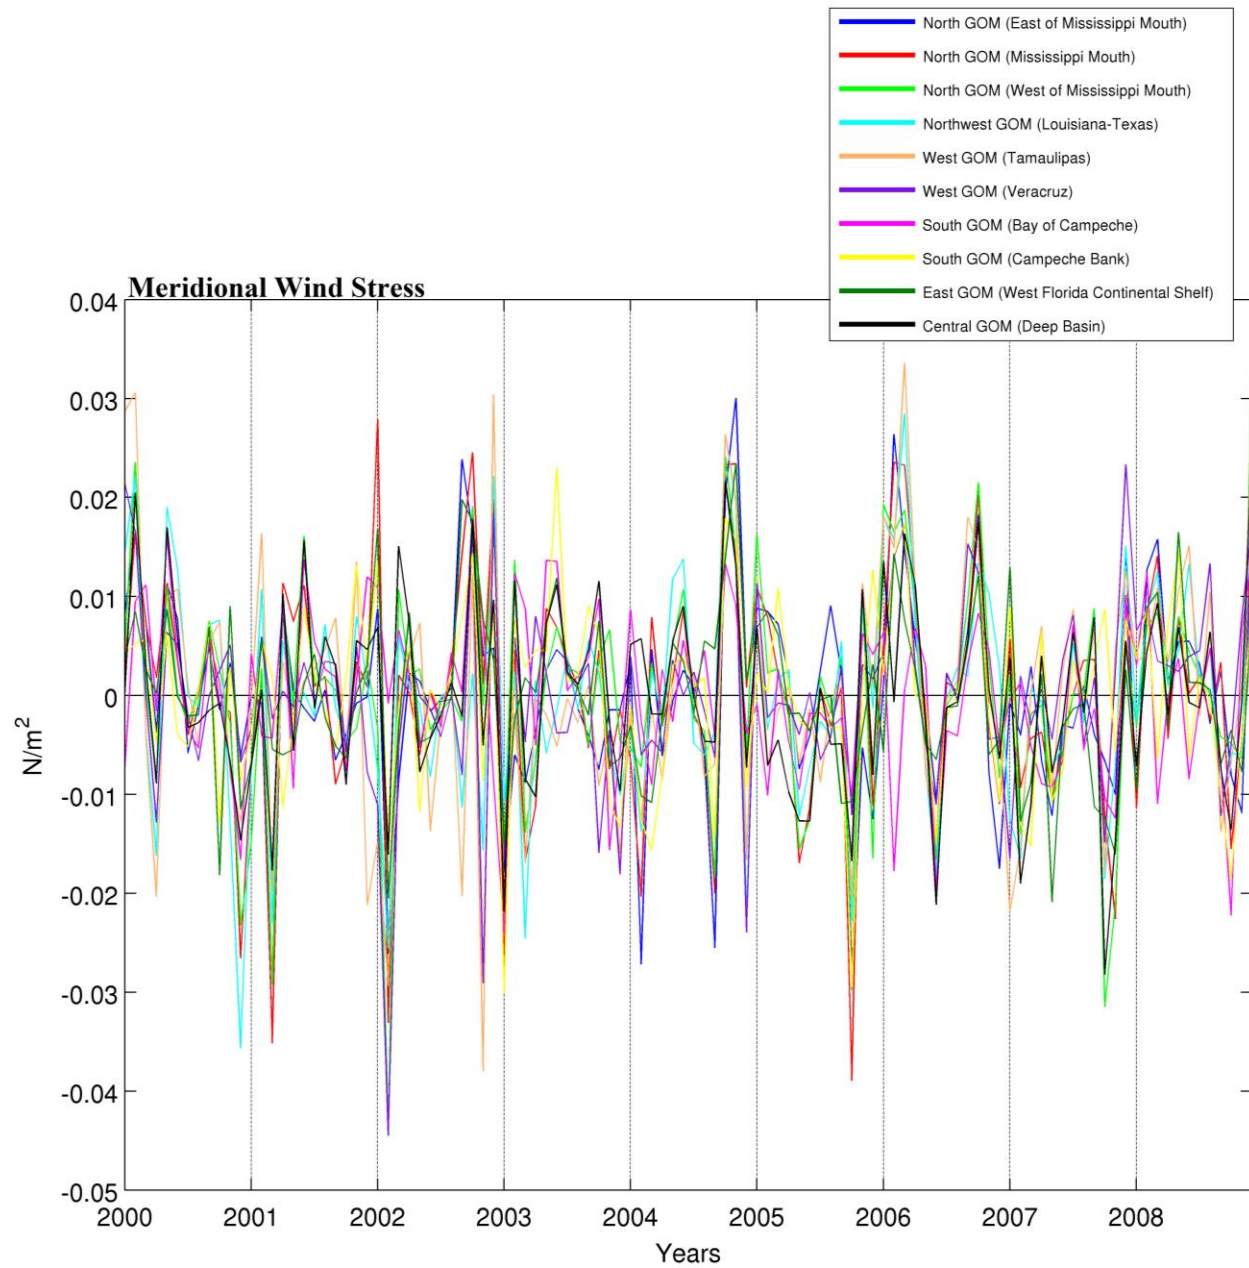 North GOM (East of Mississippi Mouth)
North GOM (Mississippi Mouth)
North GOM (West of Mississippi Mouth)
Northwest GOM (Louisiana-Texas)
West GOM (Tamaulipas)
West GOM (Veracruz)
South GOM (Bay of Campeche)
South GOM (Campeche Bank)
East GOM (West Florida Continental Shelf)
Central GOM (Deep Basin)
Meridional Wind Stress
0.04
0.03
0.02
0.01
0
-0.01
-0.02
-0.03
-0.04
-0.05
N/m²
2000 2001 2002 2003 2004 2005 2006 2007 2008
Years